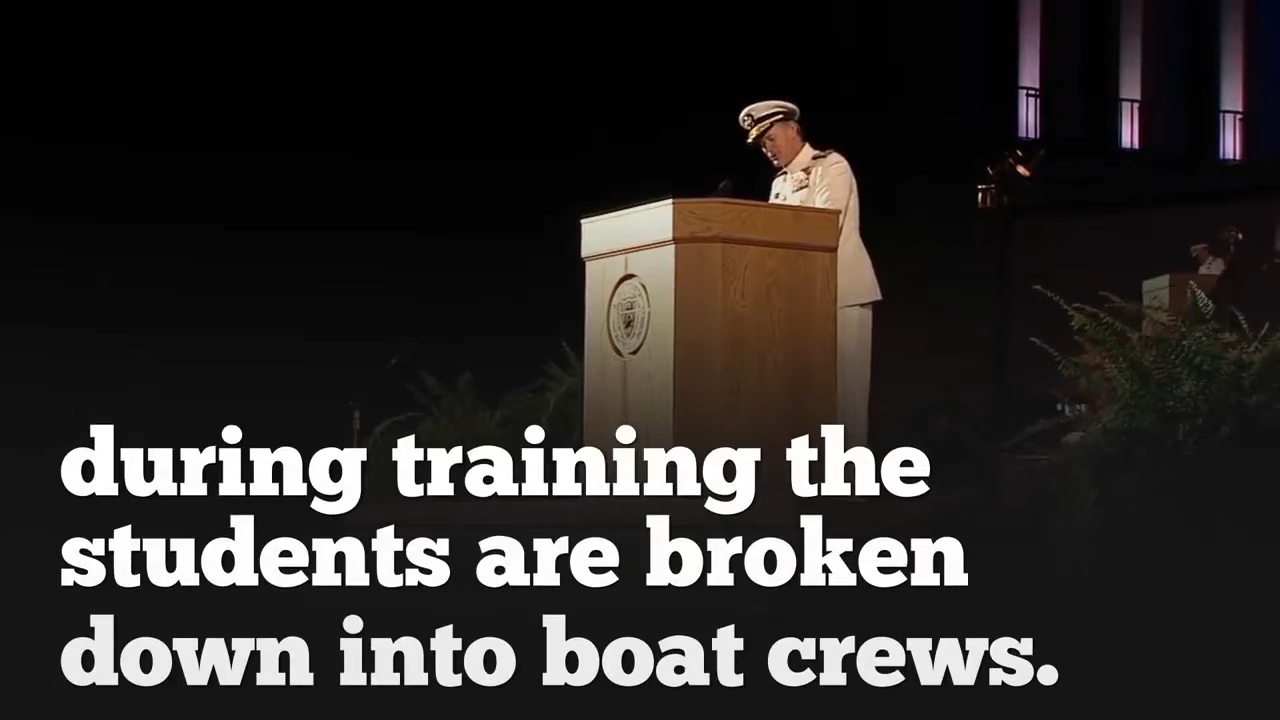 during training the
students are broken
down into boat crews.